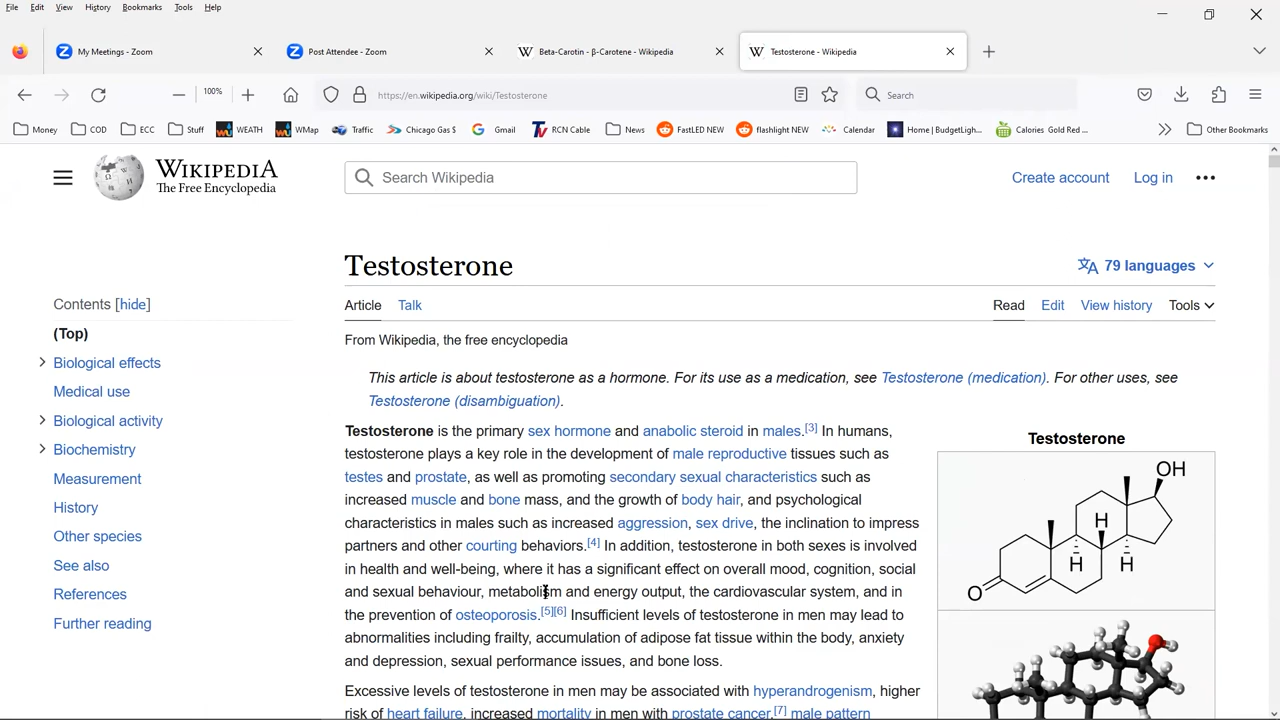 File Edit View History Bookmarks Tools Help
My Meetings - Zoom
Post Attendee - Zoom
W Beta-Carotin - β-Carotene - Wikipedia
W Testosterone - Wikipedia
100%
https://en.wikipedia.org/wiki/Testosterone
Search
Money COD ECC Stuff WEATH WMap Traffic Chicago Gas $ Gmail RCN Cable News FastLED NEW flashlight NEW Calendar Home | BudgetLigh... Calories Gold Red ... Other Bookmarks
WIKIPEDIA
The Free Encyclopedia
Search Wikipedia
Create account Log in
Testosterone
79 languages
Article Talk
Read Edit View history Tools
Contents [hide]
(Top)
Biological effects
Medical use
Biological activity
Biochemistry
Measurement
History
Other species
See also
References
Further reading
From Wikipedia, the free encyclopedia
This article is about testosterone as a hormone. For its use as a medication, see Testosterone (medication). For other uses, see
Testosterone (disambiguation).
Testosterone is the primary sex hormone and anabolic steroid in males.[3] In humans,
testosterone plays a key role in the development of male reproductive tissues such as
testes and prostate, as well as promoting secondary sexual characteristics such as
increased muscle and bone mass, and the growth of body hair, and psychological
characteristics in males such as increased aggression, sex drive, the inclination to impress
partners and other courting behaviors.[4] In addition, testosterone in both sexes is involved
in health and well-being, where it has a significant effect on overall mood, cognition, social
and sexual behaviour, metabolism and energy output, the cardiovascular system, and in
the prevention of osteoporosis.[5][6] Insufficient levels of testosterone in men may lead to
abnormalities including frailty, accumulation of adipose fat tissue within the body, anxiety
and depression, sexual performance issues, and bone loss.
Excessive levels of testosterone in men may be associated with hyperandrogenism, higher
risk of heart failure, increased mortality in men with prostate cancer,[7] male pattern
Testosterone
OH
H
H H
O